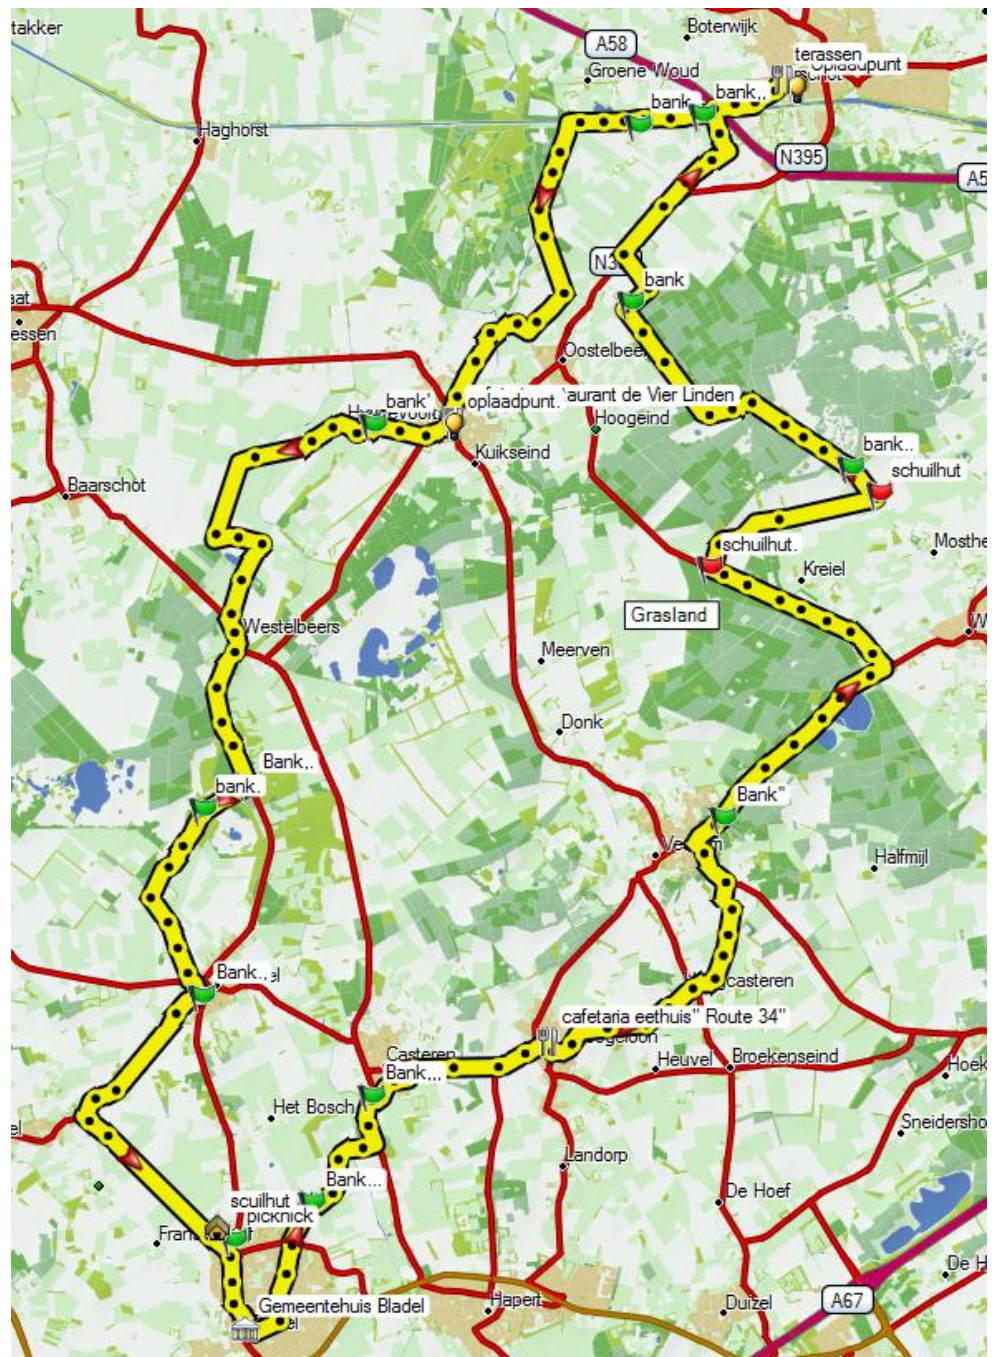 takker
Boterwijk
A58
terassen
Oplaadpunt
Groene Woud
bank
bank,,
Haghorst
N395
A5
bank
essen
Oostelbee
bank'
oplaadpunt.
taurant de Vier Linden
Hoogeind
Kuikseind
bank..
schuilhut
Baarschot
schuilhut.
Mosthe
Kreiel
Grasland
Westelbeers
Meerven
Donk
Bank,.
bank.
Bank"
Halfmijl
Bank.,
casteren
cafetaria eethuis" Route 34"
Casteren
Heuvel
Broekenseind
Hoek
Bank,,,
Het Bosch
Sneidersho
Landorp
Bank...
De Hoef
scuilhut
picknick
De H
Gemeentehuis Bladel
Hapert
Duizel
A67